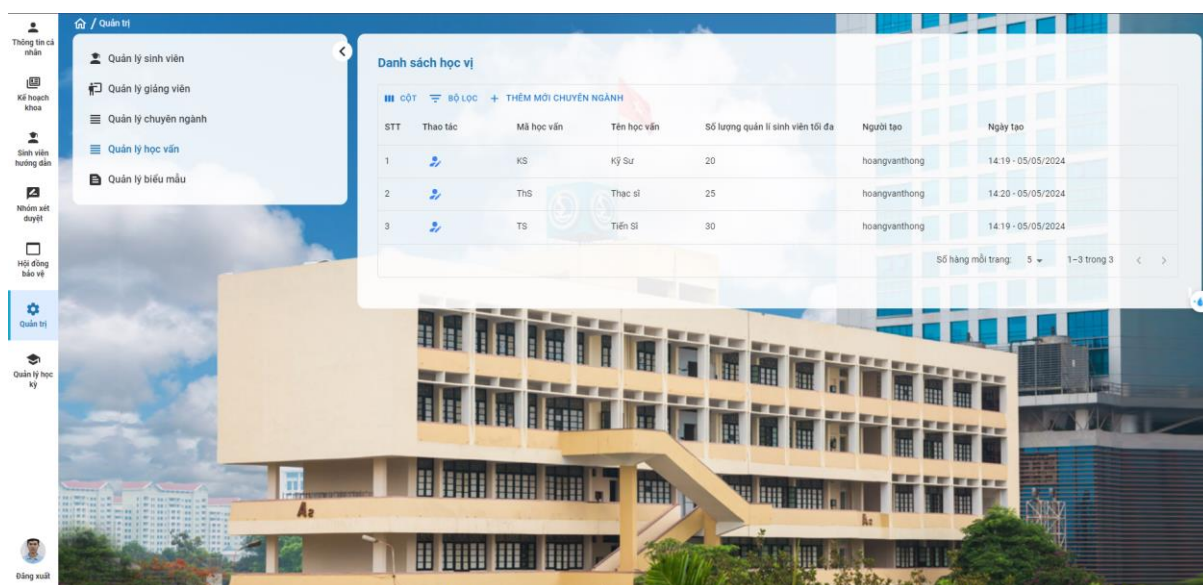 Quản trị
Thông tin cá
nhân
Kế hoạch
khoa
Sinh viên
hướng dẫn
Nhóm xét
duyệt
Hội đồng
bảo vệ
Quản trị
Quản lý học
kỳ
Đăng xuất
Quản lý sinh viên
Quản lý giảng viên
Quản lý chuyên ngành
Quản lý học vấn
Quản lý biểu mẫu
Danh sách học vị
CỘT BỘ LỌC + THÊM MỚI CHUYÊN NGÀNH
STT Thao tác Mã học vấn Tên học vấn Số lượng quản lí sinh viên tối đa Người tạo Ngày tạo
1 KS Kỹ Sư 20 hoangvanthong 14:19 - 05/05/2024
2 ThS Thạc sĩ 25 hoangvanthong 14:20 - 05/05/2024
3 TS Tiến Sĩ 30 hoangvanthong 14:19 - 05/05/2024
Số hàng mỗi trang: 5 1–3 trong 3
A2
A2